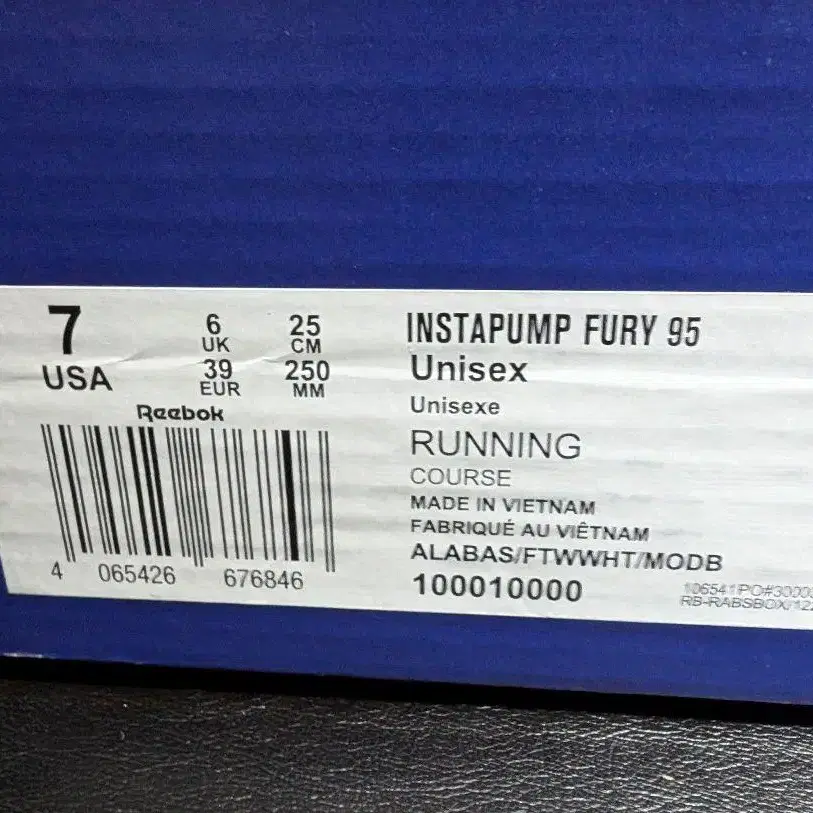 7
USA
6
UK
39
EUR
25
CM
250
MM
Reebok
4 065426 676846
INSTAPUMP FURY 95
Unisex
Unisexe
RUNNING
COURSE
MADE IN VIETNAM
FABRIQUÉ AU VIÊTNAM
ALABAS/FTWWHT/MODB
100010000